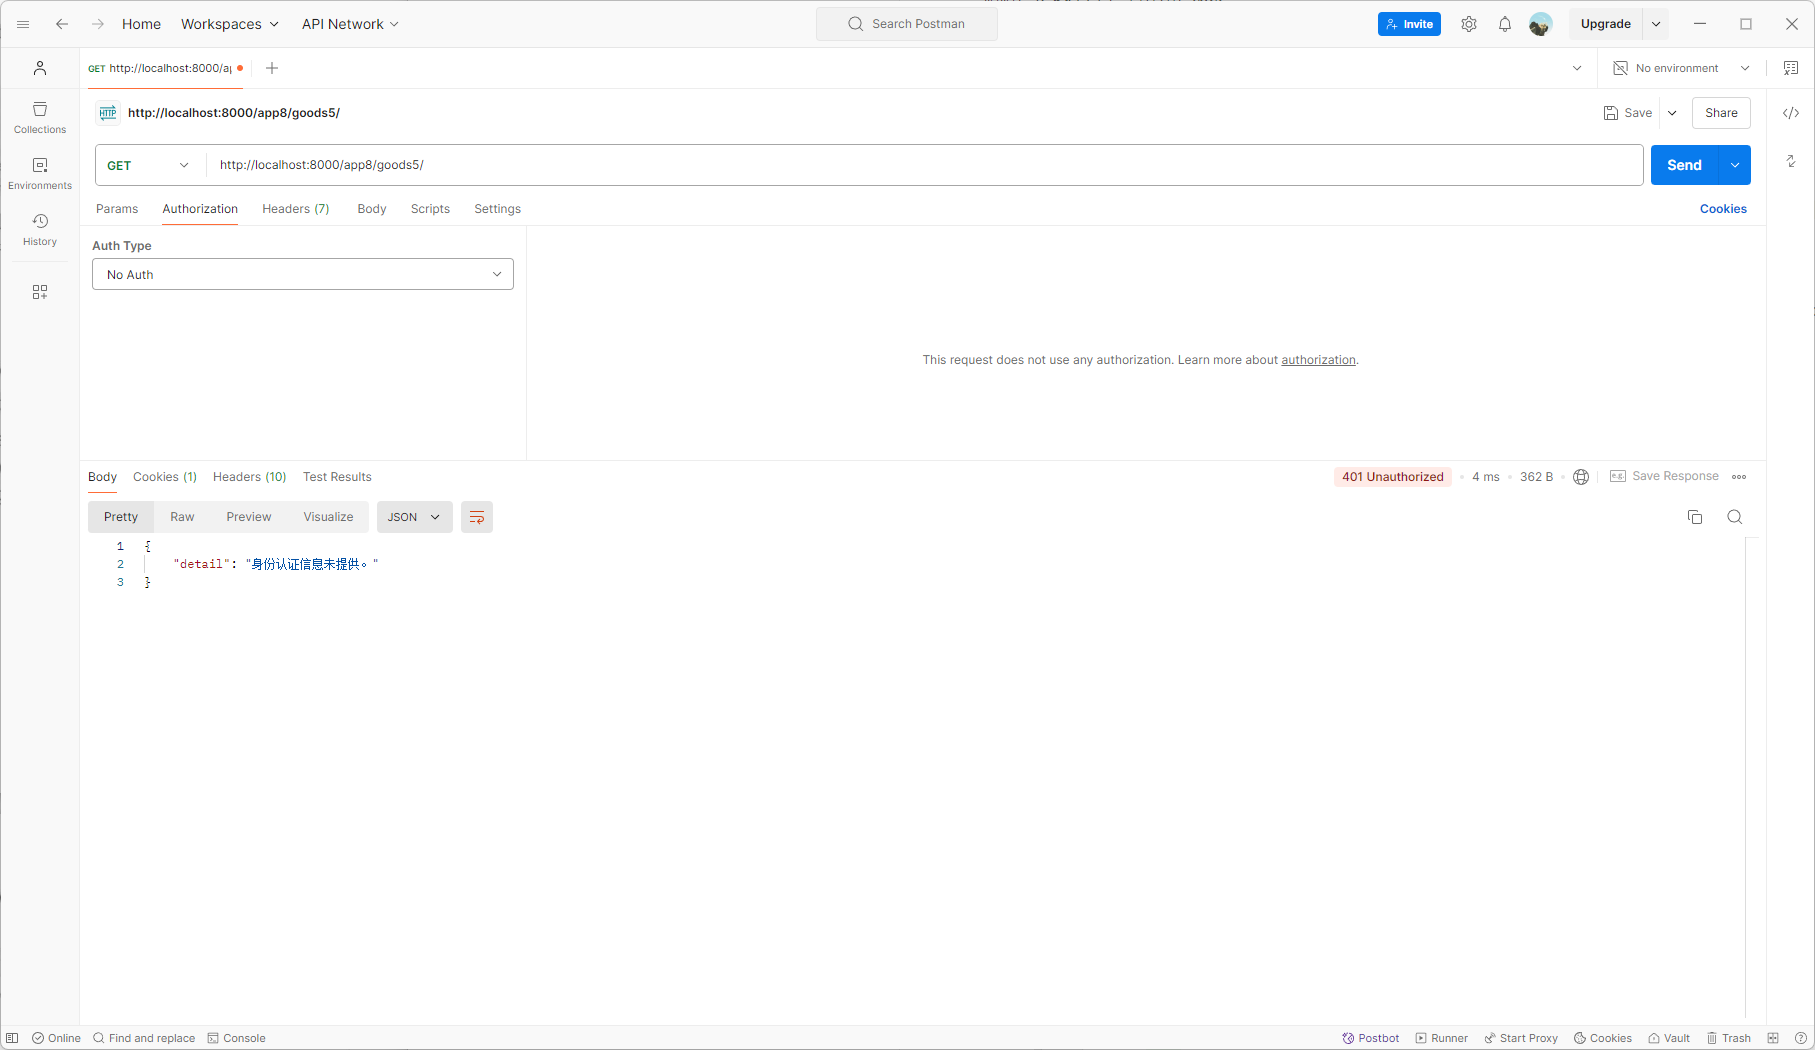 Home
Workspaces
API Network
Search Postman
Invite
Upgrade
GET http://localhost:8000/a
No environment
HTTP http://localhost:8000/app8/goods5/
Save
Share
Collections
GET
http://localhost:8000/app8/goods5/
Send
Environments
Params
Authorization
Headers (7)
Body
Scripts
Settings
Cookies
History
Auth Type
No Auth
This request does not use any authorization. Learn more about authorization.
Body
Cookies (1)
Headers (10)
Test Results
401 Unauthorized
4 ms
362 B
e.g. Save Response
Pretty
Raw
Preview
Visualize
JSON
1 {
2 "detail": "身份认证信息未提供。"
3 }
Online
Find and replace
Console
Postbot
Runner
Start Proxy
Cookies
Vault
Trash